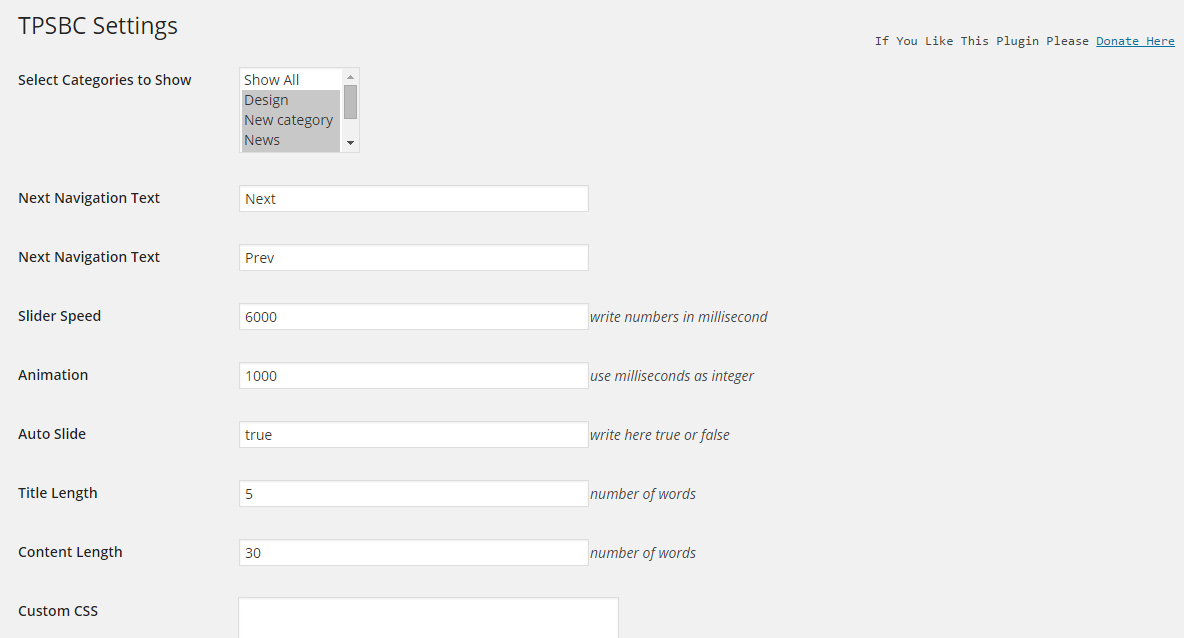 TPSBC Settings
If You Like This Plugin Please Donate Here
Select Categories to Show
Show All
Design
New category
News
Next Navigation Text
Next
Next Navigation Text
Prev
Slider Speed
6000
write numbers in millisecond
Animation
1000
use milliseconds as integer
Auto Slide
true
write here true or false
Title Length
5
number of words
Content Length
30
number of words
Custom CSS